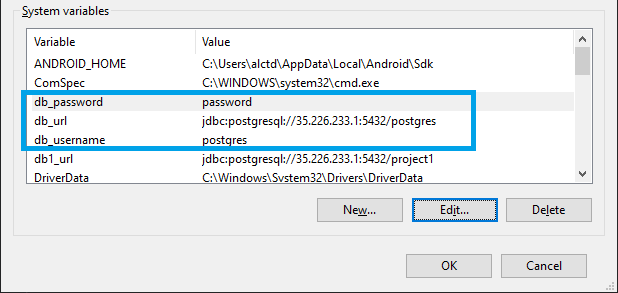 System variables
Variable Value
ANDROID_HOME C:\Users\alctd\AppData\Local\Android\Sdk
ComSpec C:\WINDOWS\system32\cmd.exe
db_password password
db_url jdbc:postgresql://35.226.233.1:5432/postgres
db_username postgres
db1_url jdbc:postgresql://35.226.233.1:5432/project1
DriverData C:\Windows\System32\Drivers\DriverData
New... Edit... Delete
OK Cancel